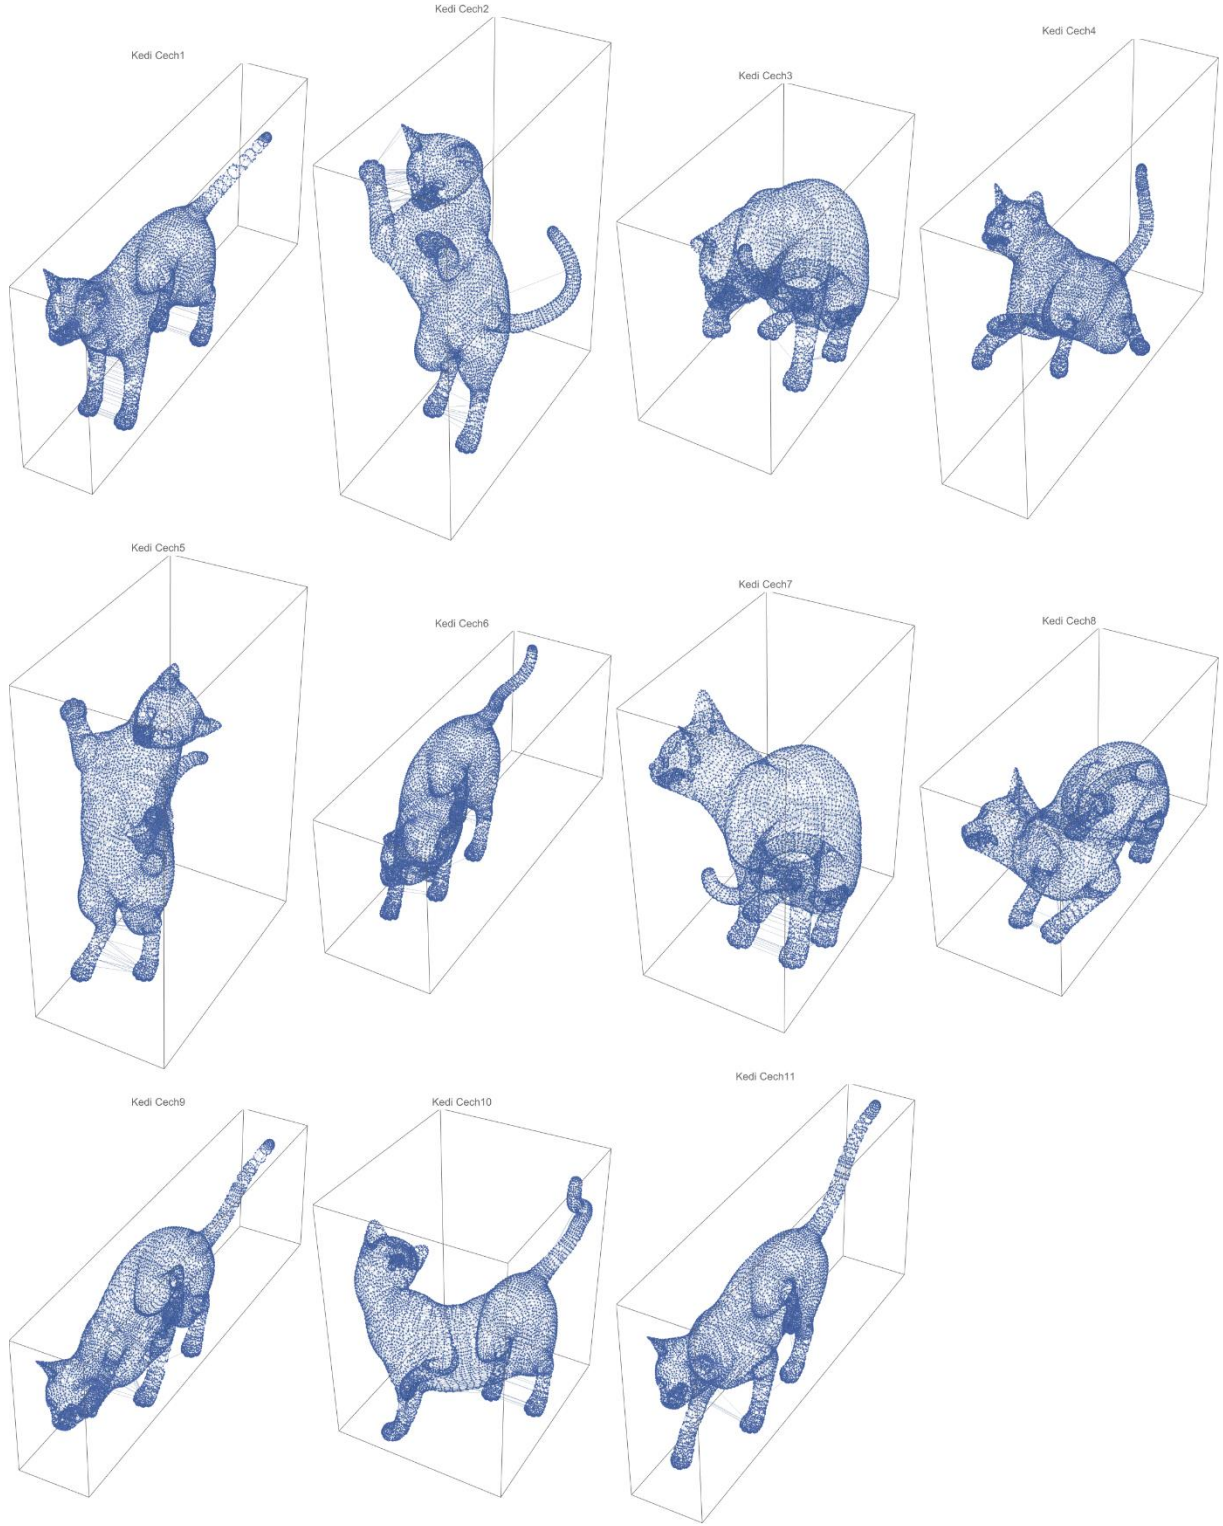 Kedi Cech1
Kedi Cech2
Kedi Cech3
Kedi Cech4
Kedi Cech5
Kedi Cech6
Kedi Cech7
Kedi Cech8
Kedi Cech9
Kedi Cech10
Kedi Cech11